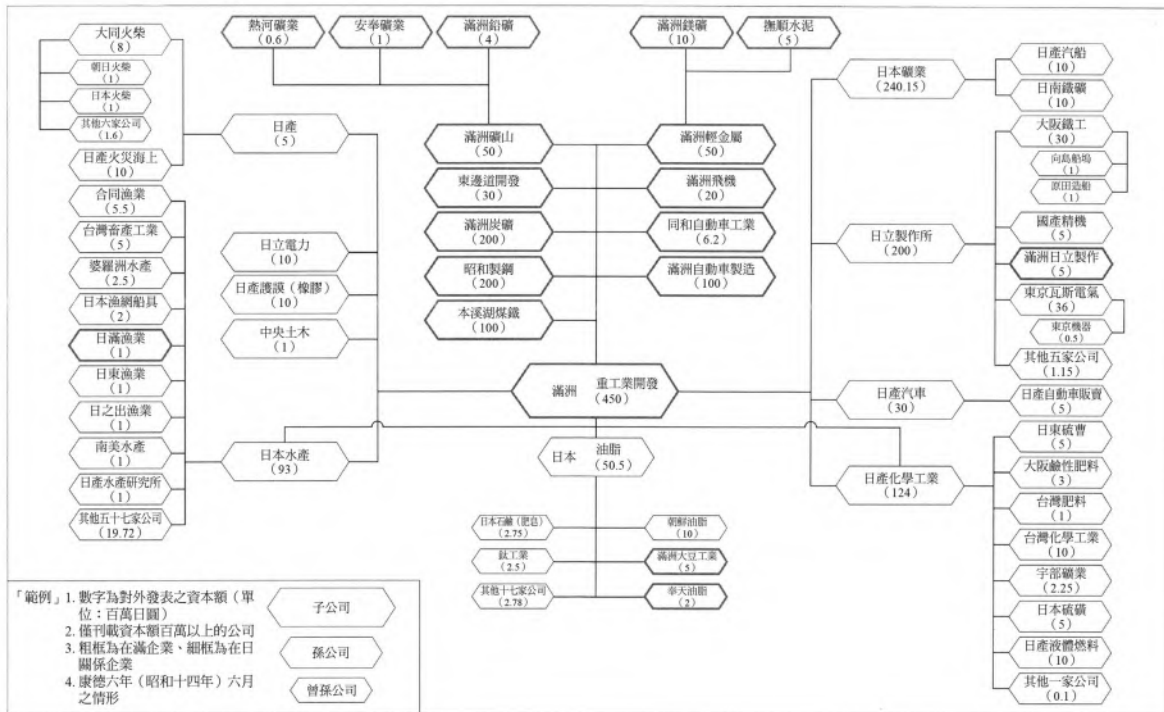 大同火柴
(8)
朝日火柴
(1)
日本火柴
(1)
其他六家公司
(1.6)
日產火災海上
(10)
合同漁業
(5.5)
台灣畜產工業
(5)
婆羅洲水產
(2.5)
日本漁網船具
(2)
日滿漁業
(1)
日東漁業
(1)
日之出漁業
(1)
南美水產
(1)
日產水產研究所
(1)
其他五十七家公司
(19.72)
日產
(5)
日立電力
(10)
日產護謨(橡膠)
(10)
中央土木
(1)
日本水產
(93)
熱河礦業
(0.6)
安奉礦業
(1)
滿洲鉛礦
(4)
滿洲鎂礦
(10)
撫順水泥
(5)
滿洲礦山
(50)
東邊道開發
(30)
滿洲炭礦
(200)
昭和製鋼
(200)
本溪湖煤鐵
(100)
滿洲輕金屬
(50)
滿洲飛機
(20)
同和自動車工業
(6.2)
滿洲自動車製造
(100)
滿洲 重工業開發
(450)
日本 油脂
(50.5)
日本石鹼(肥皂)
(2.75)
鈦工業
(2.5)
其他十七家公司
(2.78)
朝鮮油脂
(10)
滿洲大豆工業
(5)
奉天油脂
(2)
日本礦業
(240.15)
日立製作所
(200)
日產汽車
(30)
日產化學工業
(124)
日產汽船
(10)
日南鐵礦
(10)
大阪鐵工
(30)
向島船塢
(1)
原田造船
(1)
國產精機
(5)
滿洲日立製作
(5)
東京瓦斯電氣
(36)
東京機器
(0.5)
其他五家公司
(1.15)
日產自動車販賣
(5)
日東硫曹
(5)
大阪鹼性肥料
(3)
台灣肥料
(1)
台灣化學工業
(10)
宇部礦業
(2.25)
日本硫磺
(5)
日產液體燃料
(10)
其他一家公司
(0.1)
「範例」1. 數字為對外發表之資本額(單
位:百萬日圓)
2. 僅刊載資本額百萬以上的公司
3. 粗框為在滿企業、細框為在日
關係企業
4. 康德六年(昭和十四年)六月
之情形
子公司
孫公司
曾孫公司